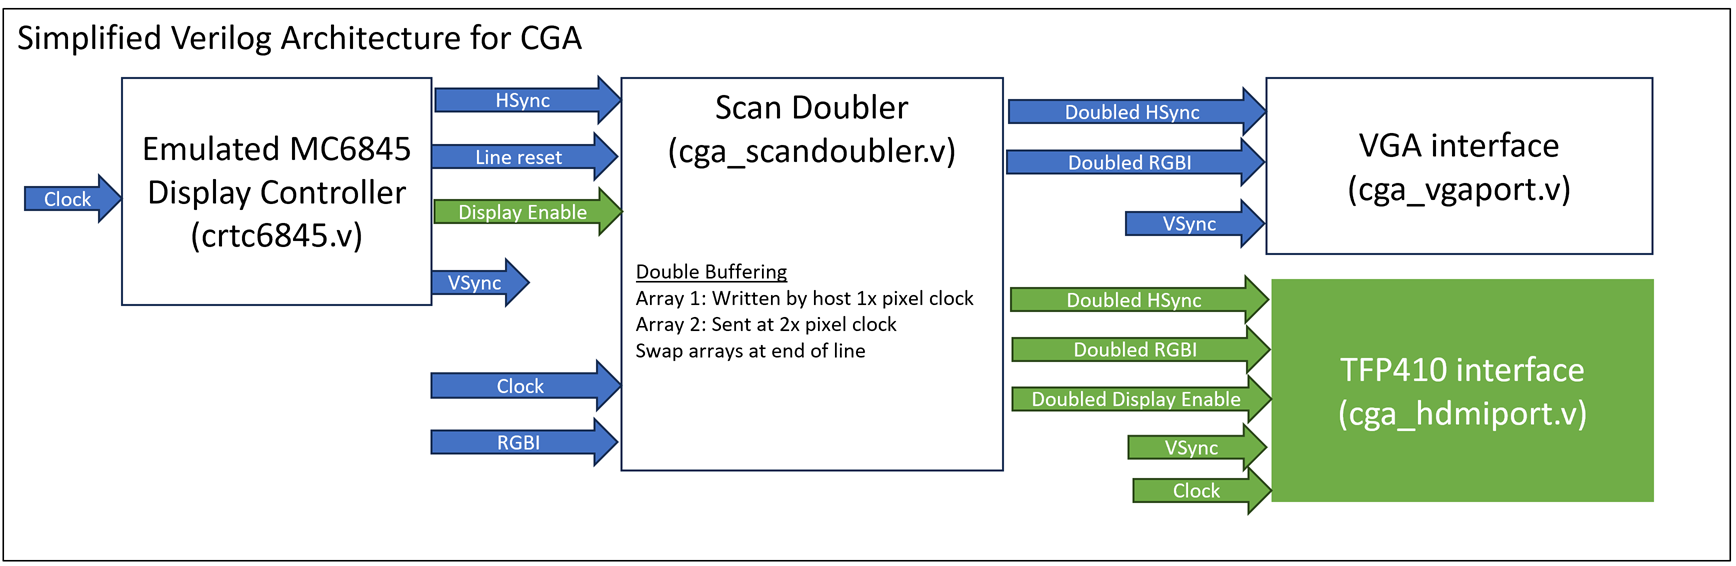 Simplified Verilog Architecture for CGA
Clock
Emulated MC6845
Display Controller
(crtc6845.v)
HSync
Line reset
Display Enable
VSync
Clock
RGBI
Scan Doubler
(cga_scandoubler.v)
Double Buffering
Array 1: Written by host 1x pixel clock
Array 2: Sent at 2x pixel clock
Swap arrays at end of line
Doubled HSync
Doubled RGBI
VSync
VGA interface
(cga_vgaport.v)
Doubled HSync
Doubled RGBI
Doubled Display Enable
VSync
Clock
TFP410 interface
(cga_hdmiport.v)